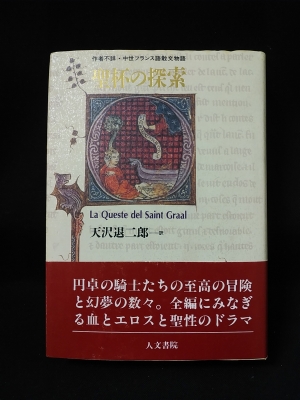 作者不詳・中世フランス語散文物語
聖杯の探索
La Queste del Saint Graal
天沢退二郎 訳
円卓の騎士たちの至高の冒険
と幻夢の数々。全編にみなぎ
る血とエロスと聖性のドラマ
人文書院